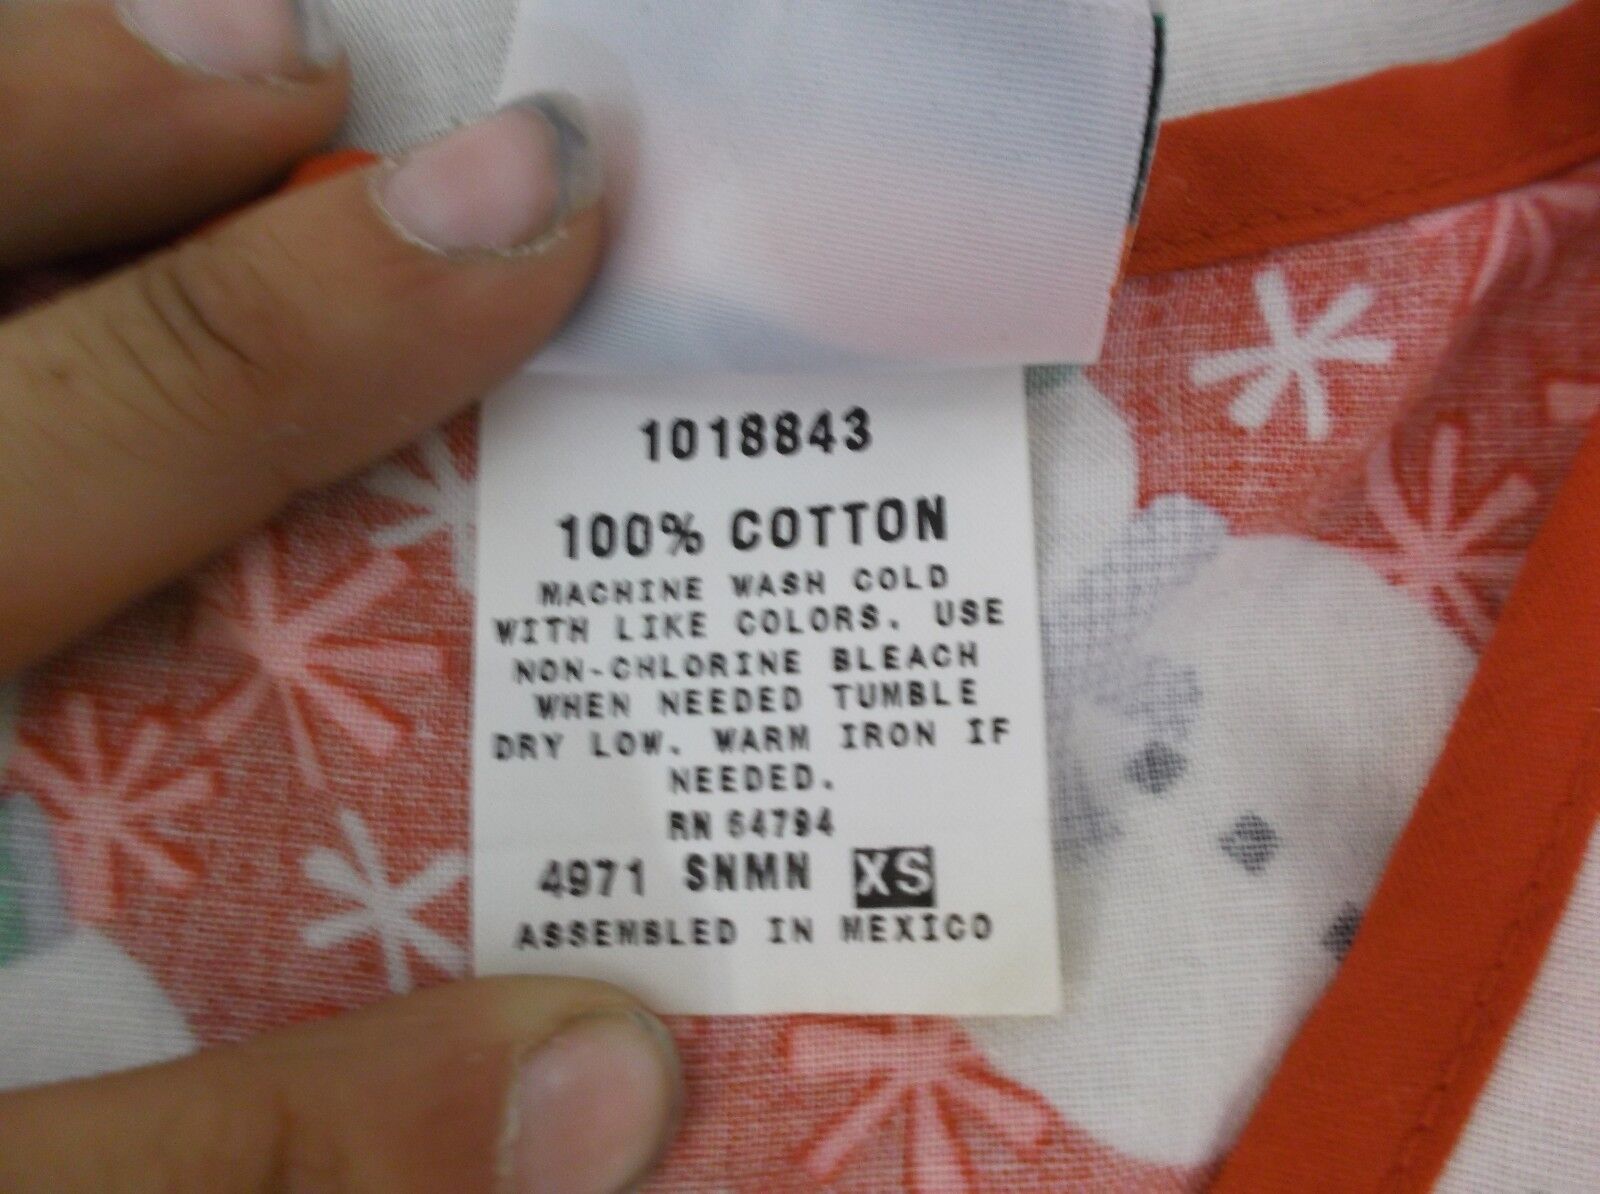 1018843
100% COTTON
MACHINE WASH COLD
WITH LIKE COLORS. USE
NON-CHLORINE BLEACH
WHEN NEEDED TUMBLE
DRY LOW. WARM IRON IF
NEEDED.
RN 64794
4971 SNMN XS
ASSEMBLED IN MEXICO